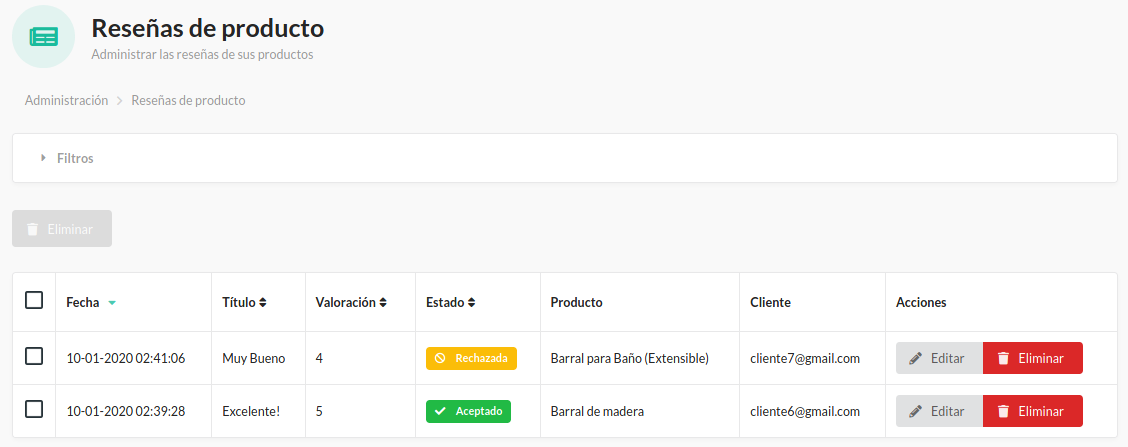 Reseñas de producto
Administrar las reseñas de sus productos
Administración Reseñas de producto
Filtros
Eliminar
Fecha Título Valoración Estado Producto Cliente Acciones
10-01-2020 02:41:06 Muy Bueno 4 Rechazada Barral para Baño (Extensible) cliente7@gmail.com Editar Eliminar
10-01-2020 02:39:28 Excelente! 5 Aceptado Barral de madera cliente6@gmail.com Editar Eliminar